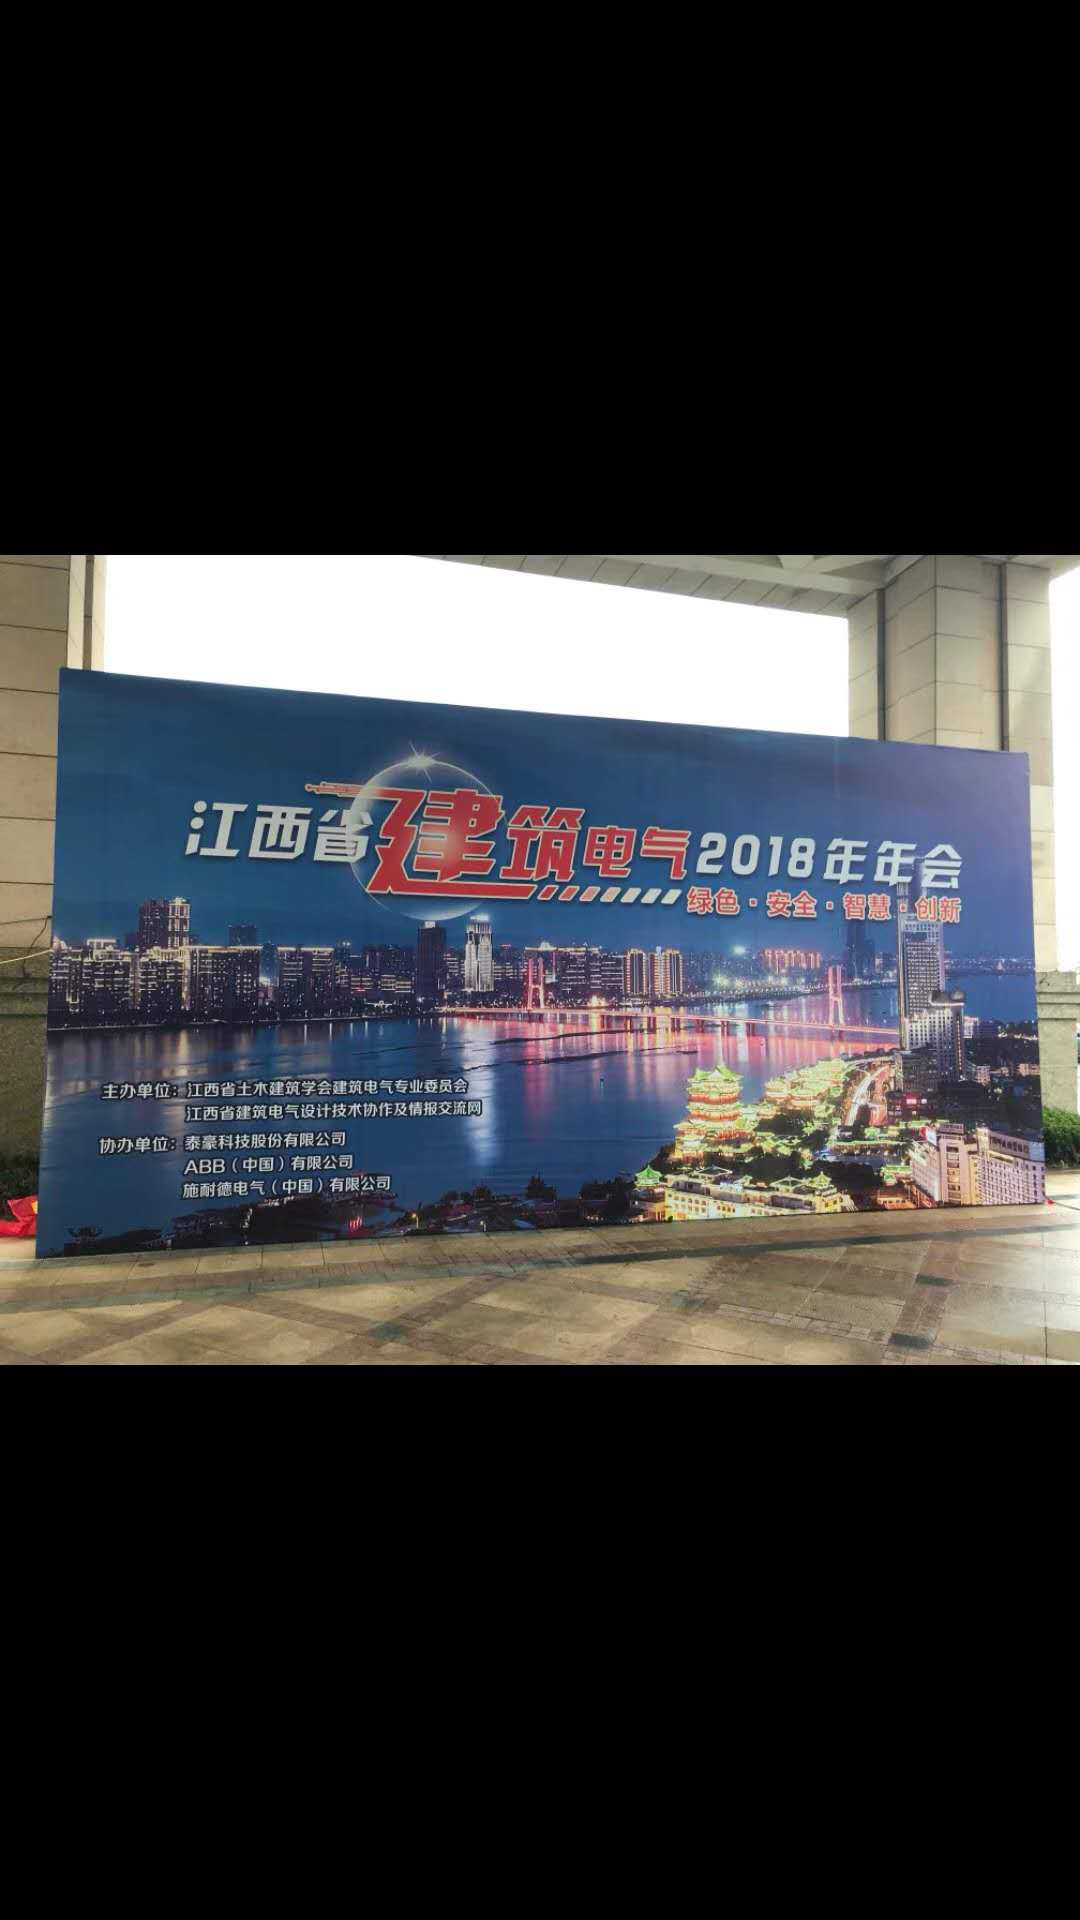 江西省建筑电气2018年年会
绿色·安全·智慧·创新
主办单位：江西省土木建筑学会建筑电气专业委员会
江西省建筑电气设计技术协作及情报交流网
协办单位：泰豪科技股份有限公司
ABB（中国）有限公司
施耐德电气（中国）有限公司